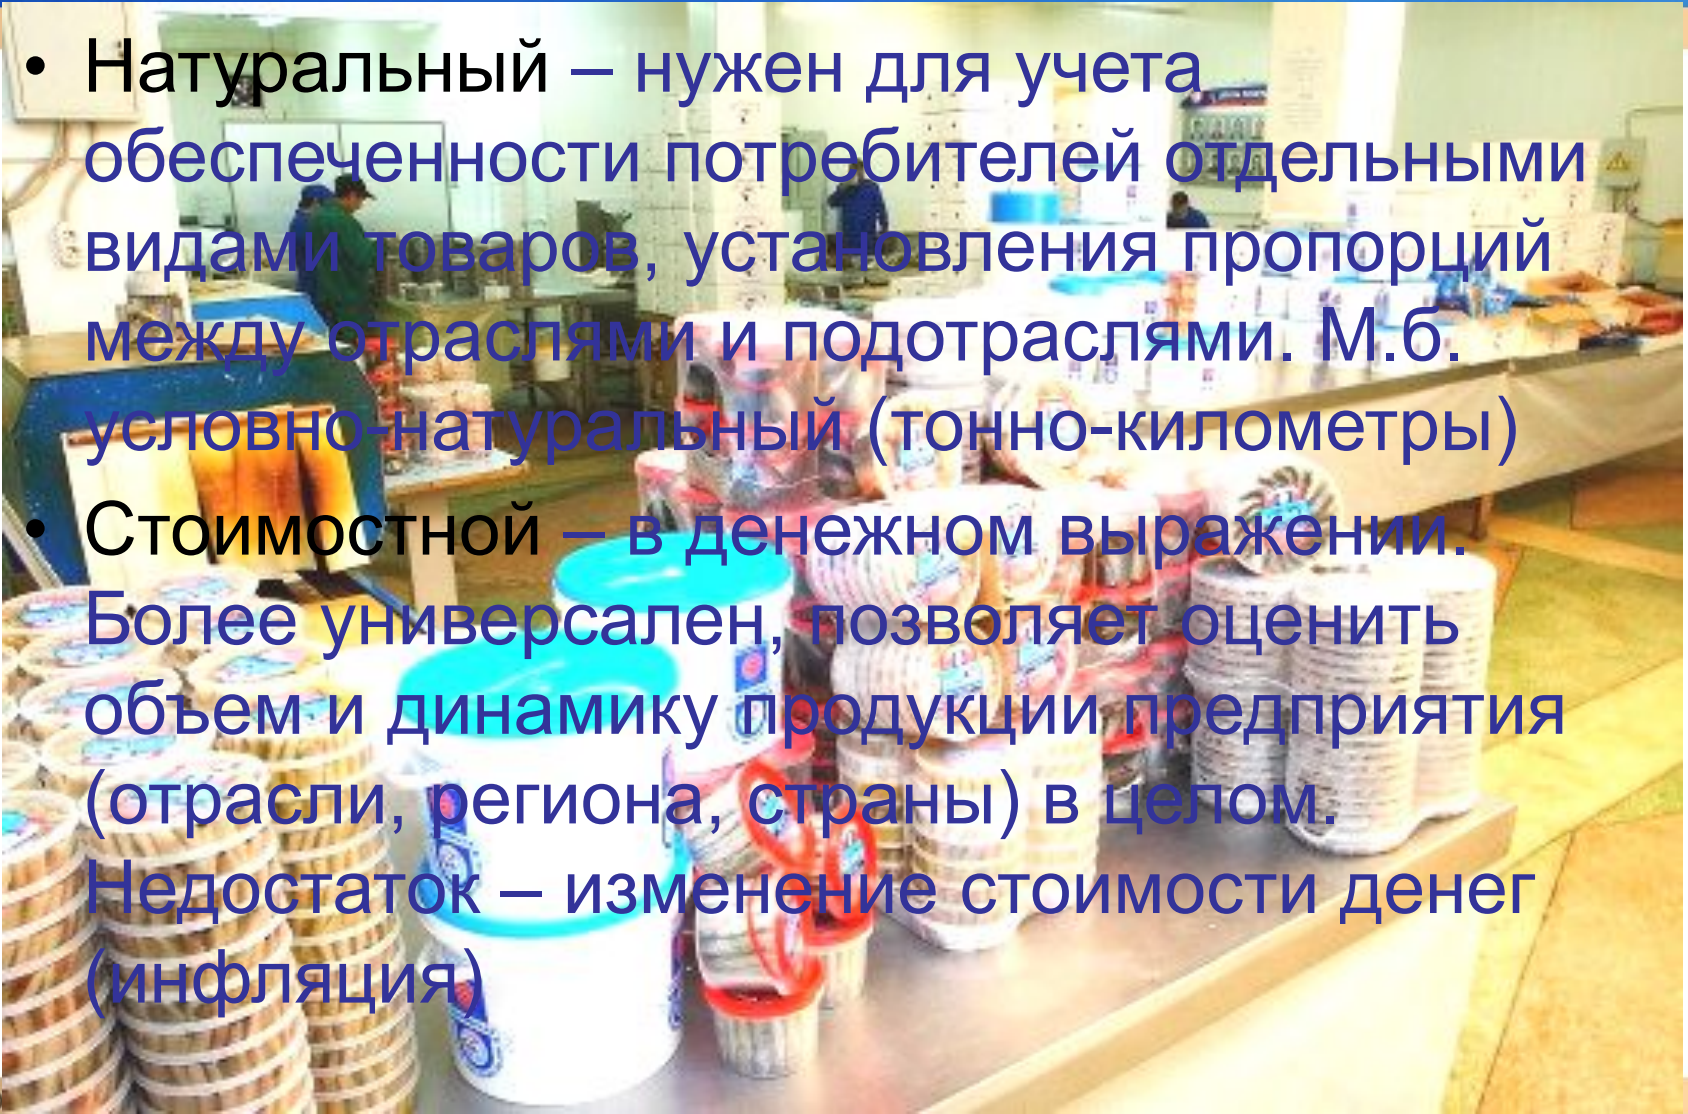 • Натуральный – нужен для учета
обеспеченности потребителей отдельными
видами товаров, установления пропорций
между отраслями и подотраслями. М.б.
условно-натуральный (тонно-километры)
• Стоимостной – в денежном выражении.
Более универсален, позволяет оценить
объем и динамику продукции предприятия
(отрасли, региона, страны) в целом.
Недостаток – изменение стоимости денег
(инфляция)